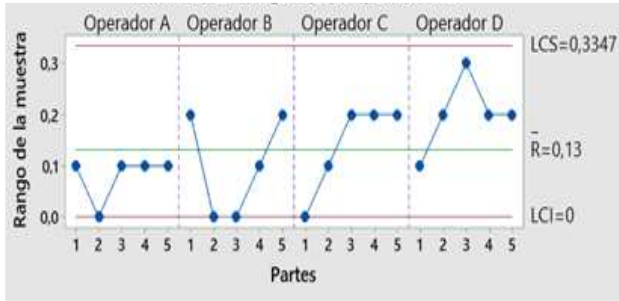 Operador A Operador B Operador C Operador D
LCS=0,3347
Rango de la muestra
0,3
0,2
0,1
0,0
R̄=0,13
LCI=0
1 2 3 4 5 1 2 3 4 5 1 2 3 4 5 1 2 3 4 5
Partes